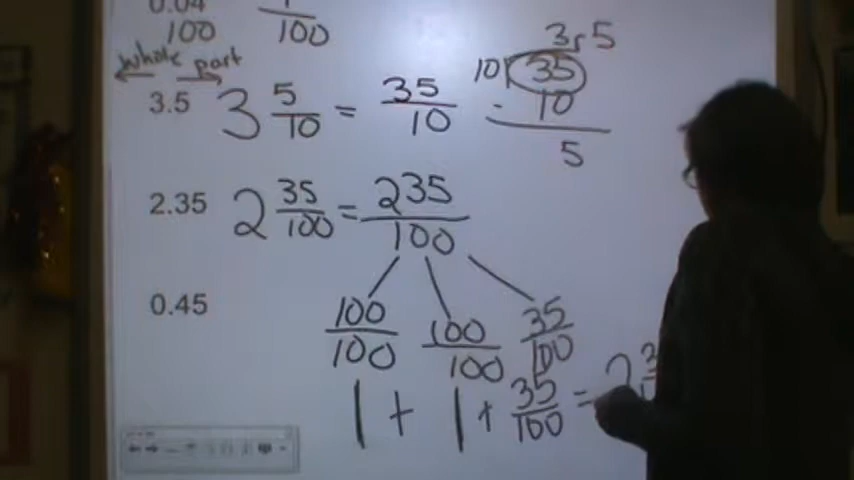 0.04
100
100
whole part
3.5 3 5/10 = 35/10
3r5
10 35
- 10
5
2.35 2 35/100 = 235/100
0.45
100/100 100/100 35/100
1 + 1 + 35/100 = 2 3